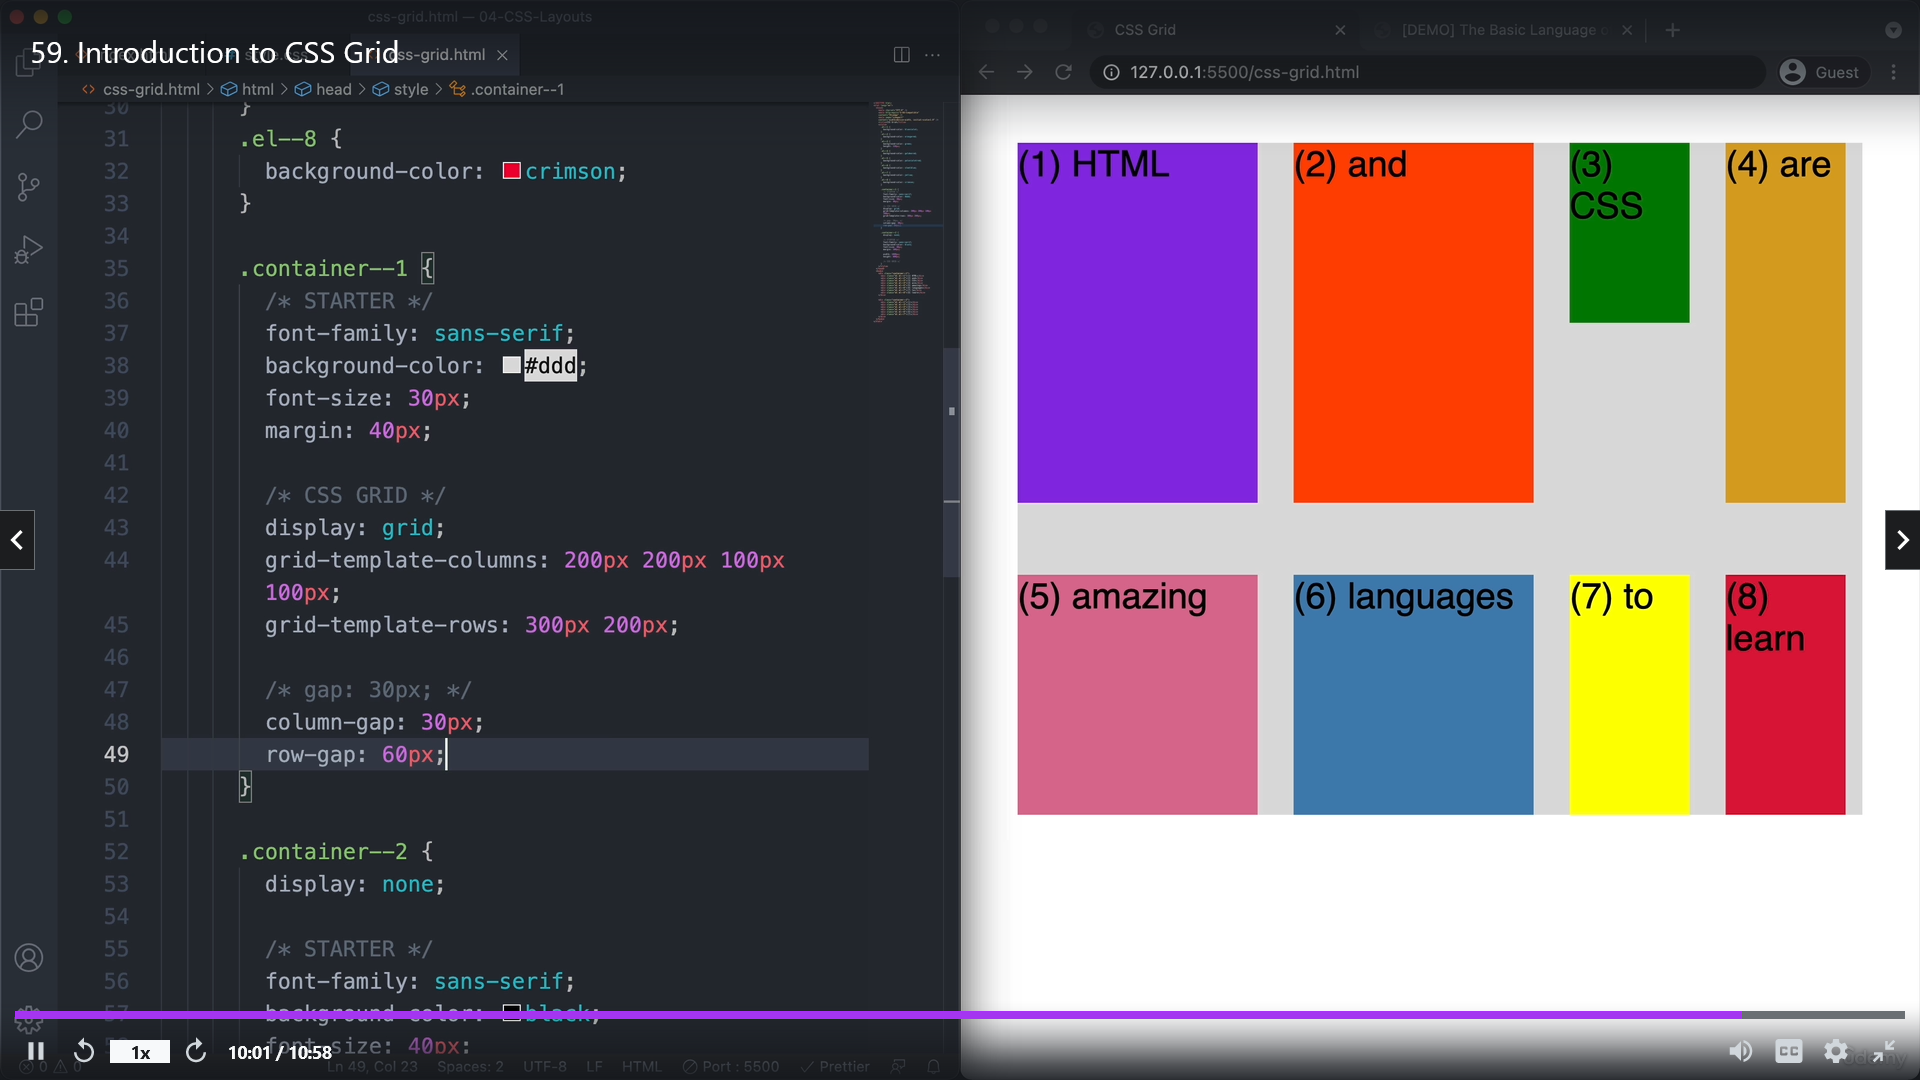 css-grid.html — 04-CSS-Layouts
59. Introduction to CSS Grid
css-grid.html
css-grid.html > html > head > style > .container--1
30 }
31 .el--8 {
32 background-color: crimson;
33 }
34
35 .container--1 {
36 /* STARTER */
37 font-family: sans-serif;
38 background-color: #ddd;
39 font-size: 30px;
40 margin: 40px;
41
42 /* CSS GRID */
43 display: grid;
44 grid-template-columns: 200px 200px 100px
100px;
45 grid-template-rows: 300px 200px;
46
47 /* gap: 30px; */
48 column-gap: 30px;
49 row-gap: 60px;
50 }
51
52 .container--2 {
53 display: none;
54
55 /* STARTER */
56 font-family: sans-serif;
57 background-color: black;
font-size: 40px;
1x
10:01 / 10:58
0 0
Ln 49, Col 23 Spaces: 2 UTF-8 LF HTML Port : 5500 Prettier
CSS Grid
[DEMO] The Basic Language o
127.0.0.1:5500/css-grid.html
Guest
(1) HTML
(2) and
(3)
CSS
(4) are
(5) amazing
(6) languages
(7) to
(8)
learn
CC